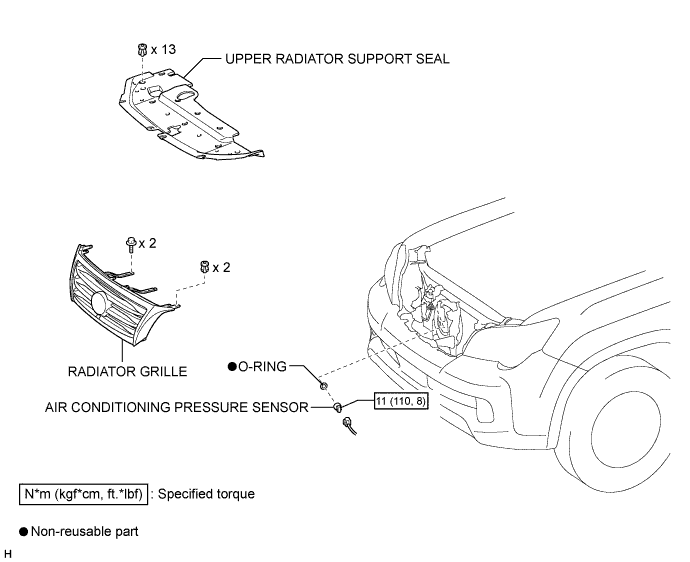 x 13
UPPER RADIATOR SUPPORT SEAL
x 2
x 2
RADIATOR GRILLE
●O-RING
AIR CONDITIONING PRESSURE SENSOR
11 (110, 8)
N*m (kgf*cm, ft.*lbf) : Specified torque
● Non-reusable part
H